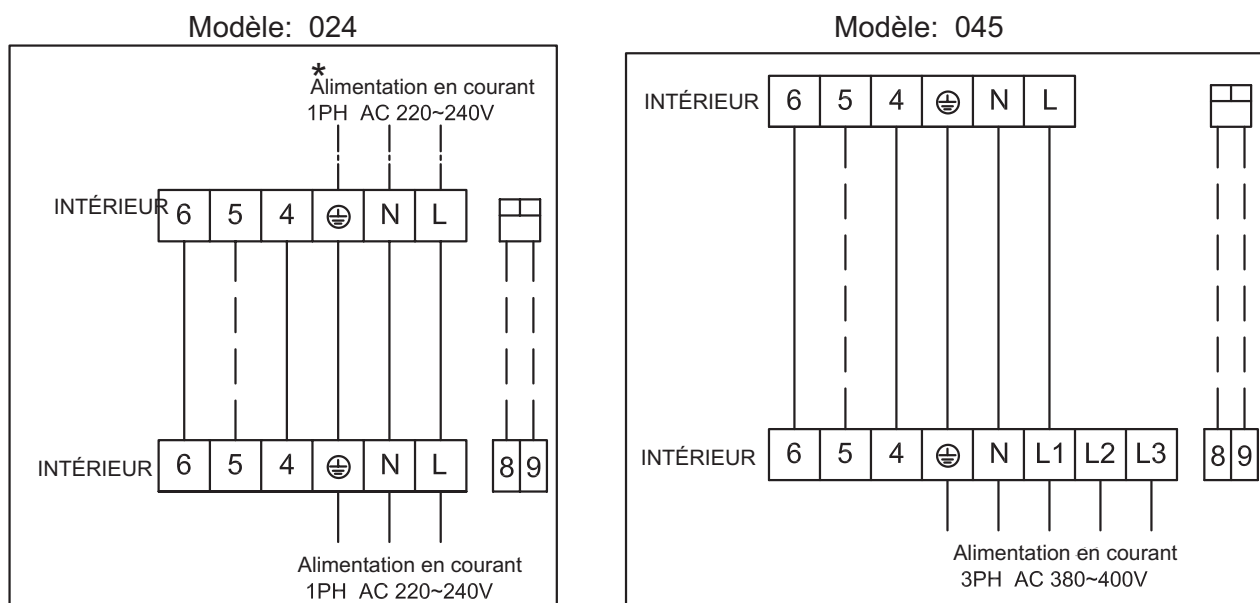 Modèle: 024
*
Alimentation en courant
1PH AC 220~240V
INTÉRIEUR 6 5 4 N L
INTÉRIEUR 6 5 4 N L 8 9
Alimentation en courant
1PH AC 220~240V
Modèle: 045
INTÉRIEUR 6 5 4 N L
INTÉRIEUR 6 5 4 N L1 L2 L3 8 9
Alimentation en courant
3PH AC 380~400V